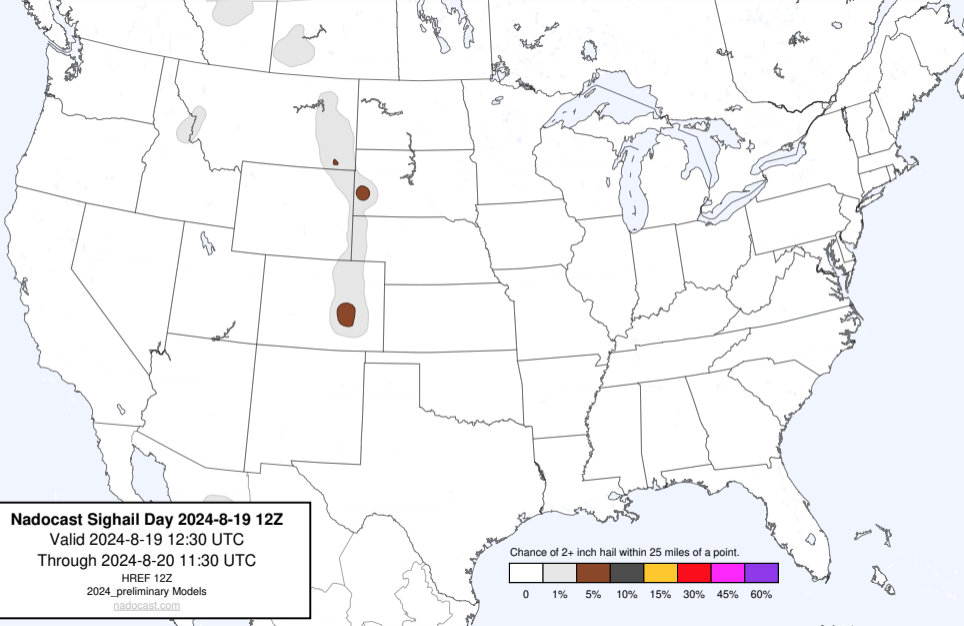 Nadocast Sighail Day 2024-8-19 12Z
Valid 2024-8-19 12:30 UTC
Through 2024-8-20 11:30 UTC
HREF 12Z
2024_preliminary Models
nadocast.com
Chance of 2+ inch hail within 25 miles of a point.
0 1% 5% 10% 15% 30% 45% 60%